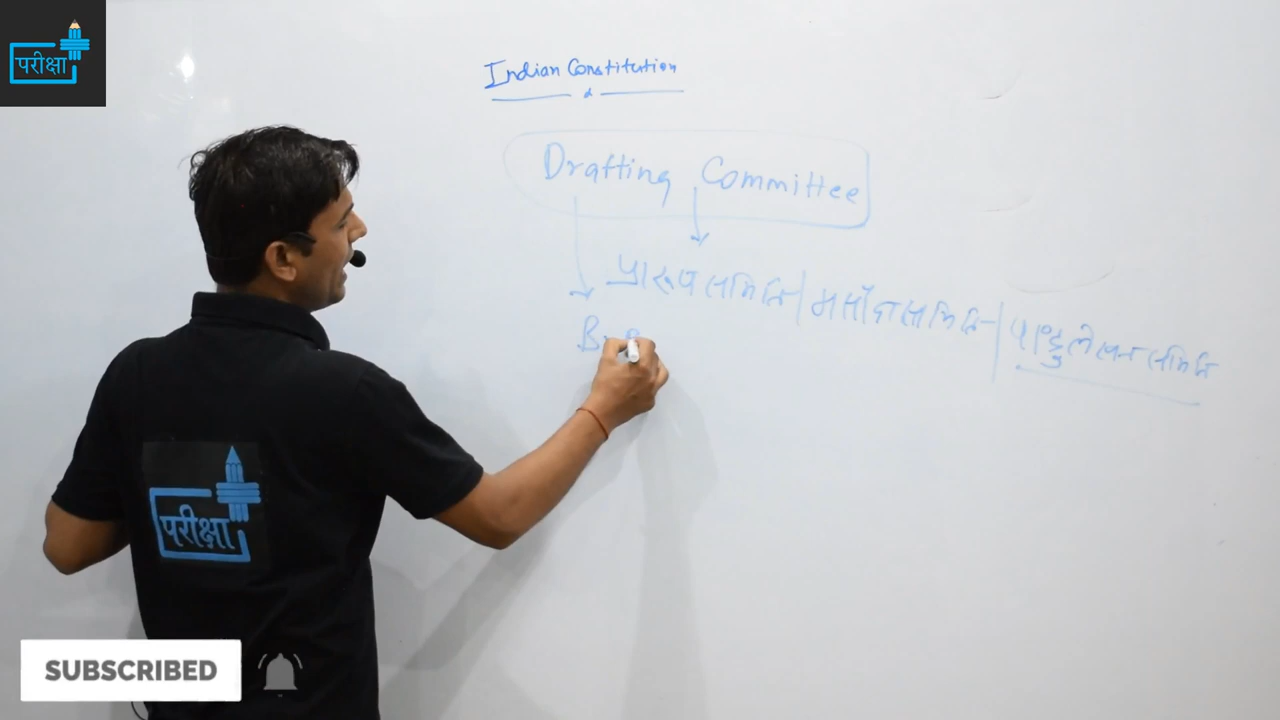 परीक्षा
Indian Constitution
Drafting Committee
प्रारूप समिति | मसौदा समिति | पाण्डुलेखन समिति
B.
परीक्षा
SUBSCRIBED